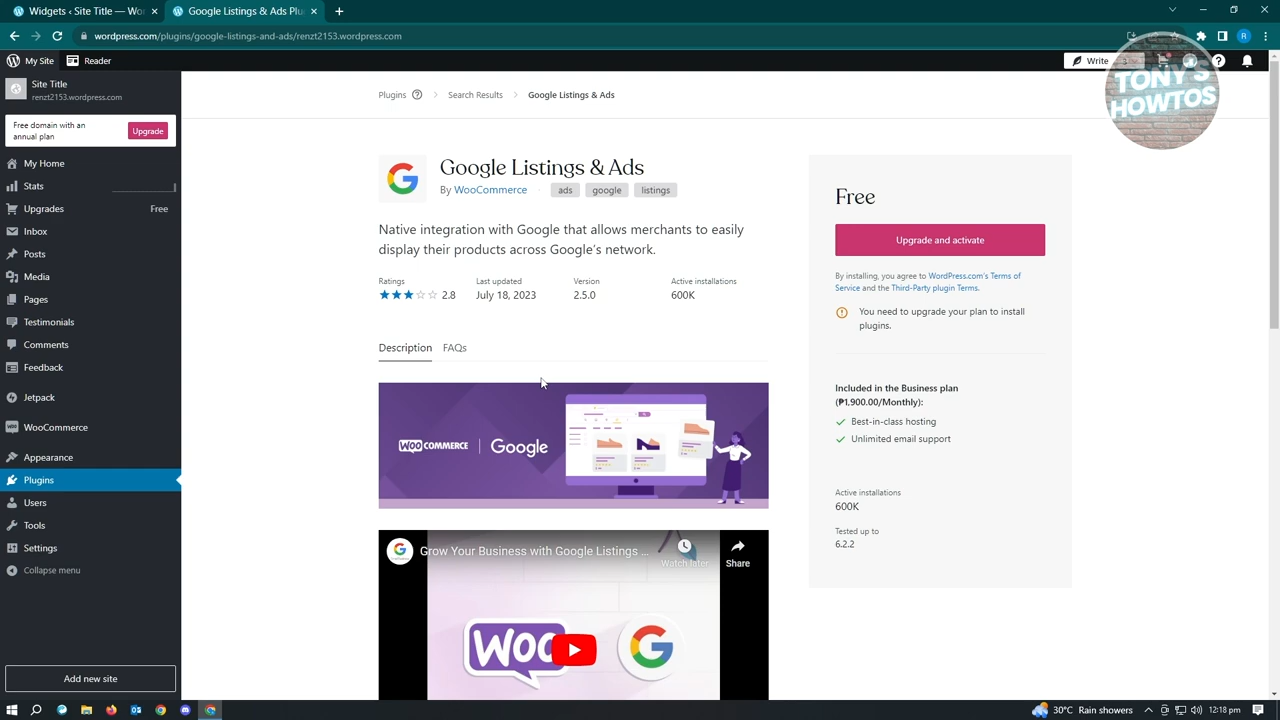 Plugins ‹ Site Title — Wo
Google Listings & Ads Plu
wordpress.com/plugins/google-listings-and-ads/renzt2153.wordpress.com
R
My Site
Reader
Write
3
TONY'S
HOWTOS
Site Title
renzt2153.wordpress.com
Free domain with an
annual plan
Upgrade
My Home
Stats
Upgrades
Free
Inbox
Posts
Media
Pages
Testimonials
Comments
Feedback
Jetpack
WooCommerce
Appearance
Plugins
Users
Tools
Settings
Collapse menu
Add new site
Plugins
Search Results
Google Listings & Ads
Google Listings & Ads
By WooCommerce
ads
google
listings
Native integration with Google that allows merchants to easily
display their products across Google's network.
Ratings
Last updated
Version
Active installations
2.8
July 18, 2023
2.5.0
600K
Description
FAQs
WOO COMMERCE
Google
Grow Your Business with Google Listings ...
Watch later
Share
WOO
Free
Upgrade and activate
By installing, you agree to WordPress.com's Terms of
Service and the Third-Party plugin Terms.
You need to upgrade your plan to install
plugins.
Included in the Business plan
(₱1,900.00/Monthly):
Best-in-class hosting
Unlimited email support
Active installations
600K
Tested up to
6.2.2
30°C Rain showers
12:18 pm